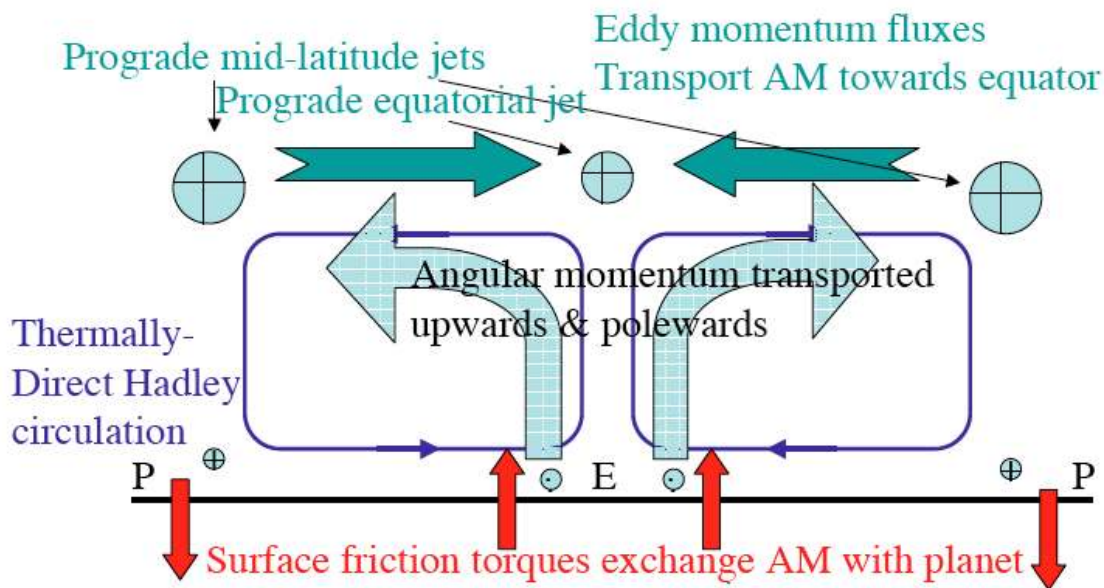 Prograde mid-latitude jets
Prograde equatorial jet
Eddy momentum fluxes
Transport AM towards equator
Angular momentum transported
upwards & polewards
Thermally-
Direct Hadley
circulation
P
E
P
Surface friction torques exchange AM with planet